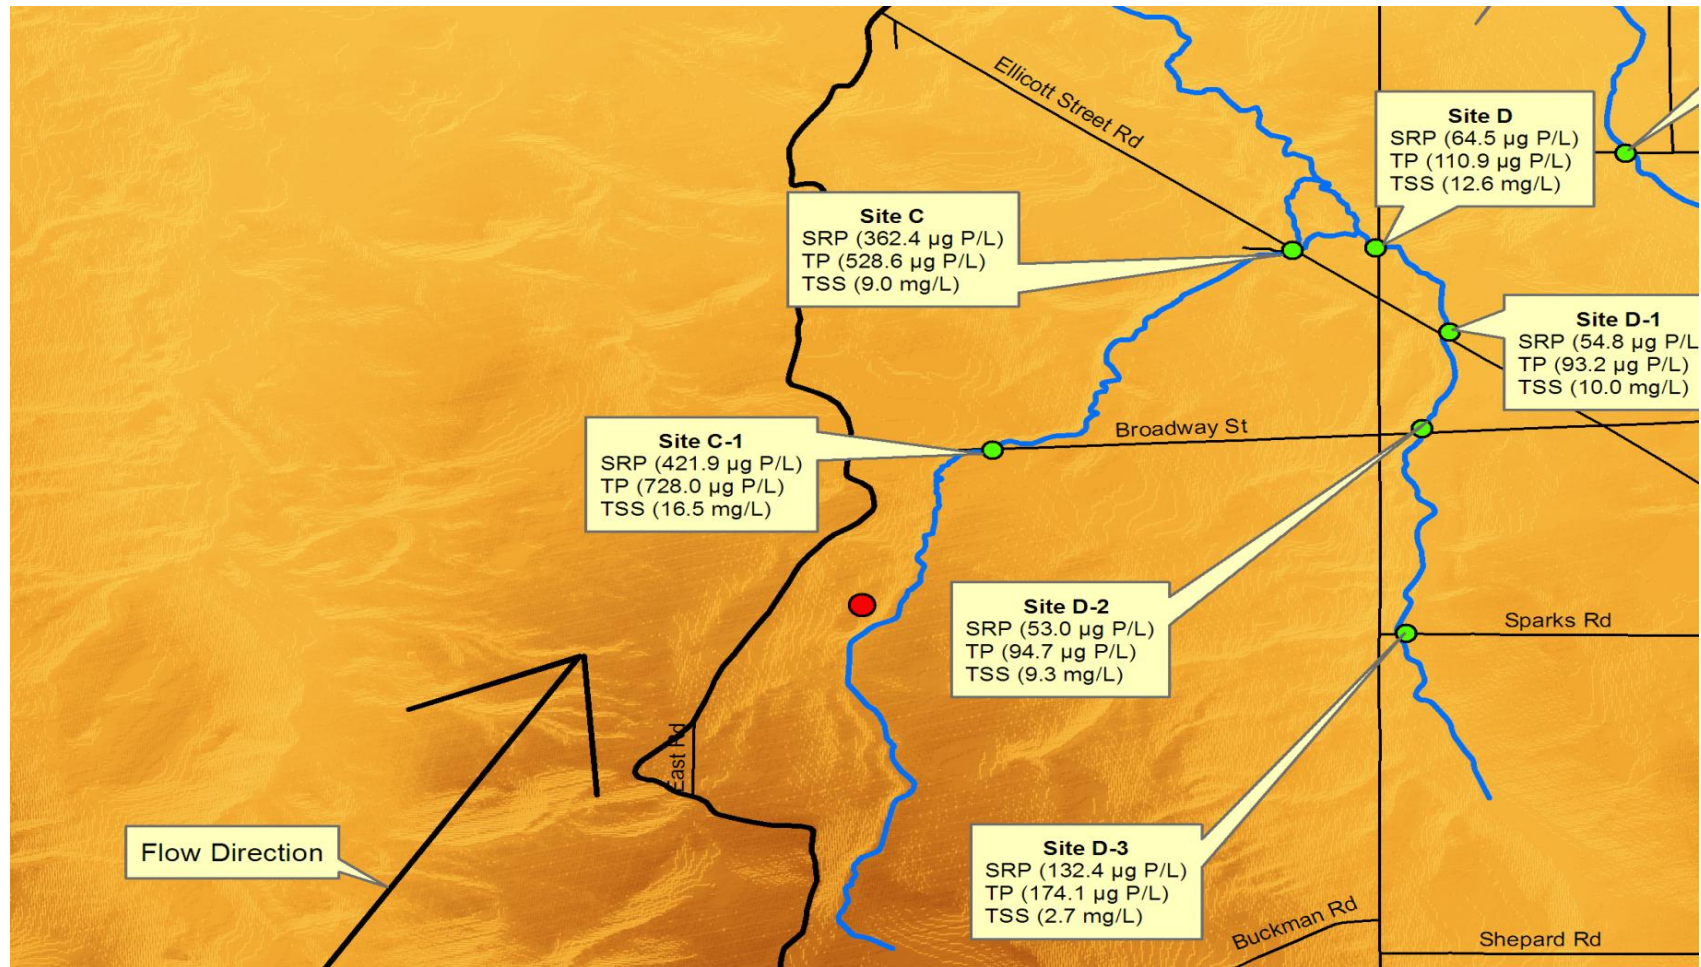 Ellicott Street Rd
Site D
SRP (64.5 µg P/L)
TP (110.9 µg P/L)
TSS (12.6 mg/L)
Site C
SRP (362.4 µg P/L)
TP (528.6 µg P/L)
TSS (9.0 mg/L)
Site D-1
SRP (54.8 µg P/L
TP (93.2 µg P/L)
TSS (10.0 mg/L)
Broadway St
Site C-1
SRP (421.9 µg P/L)
TP (728.0 µg P/L)
TSS (16.5 mg/L)
Site D-2
SRP (53.0 µg P/L)
TP (94.7 µg P/L)
TSS (9.3 mg/L)
Sparks Rd
East Rd
Flow Direction
Site D-3
SRP (132.4 µg P/L)
TP (174.1 µg P/L)
TSS (2.7 mg/L)
Buckman Rd
Shepard Rd